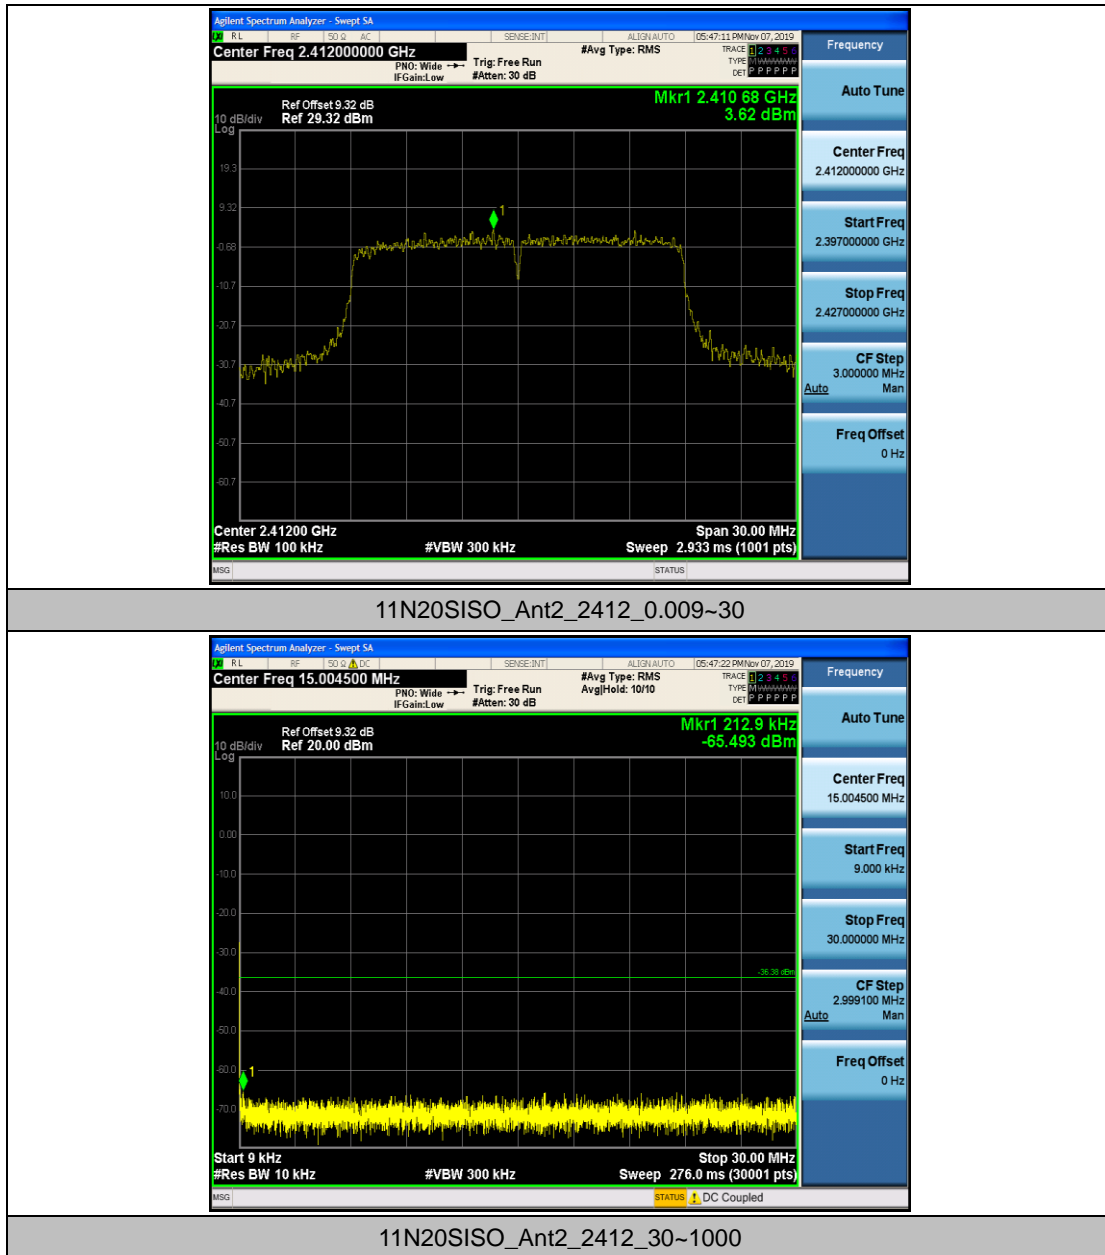 Agilent Spectrum Analyzer - Swept SA
RL RF 50 Ω AC SENSE:INT ALIGN AUTO 05:47:11 PM Nov 07, 2019
Center Freq 2.412000000 GHz #Avg Type: RMS TRACE 1 2 3 4 5 6
PNO: Wide Trig: Free Run TYPE M
IFGain:Low #Atten: 30 dB DET P P P P P P
Frequency
Auto Tune
Mkr1 2.410 68 GHz
3.62 dBm
Ref Offset 9.32 dB
10 dB/div Ref 29.32 dBm
Log
19.3
9.32
-0.68
-10.7
-20.7
-30.7
-40.7
-50.7
-60.7
1
Center Freq
2.412000000 GHz
Start Freq
2.397000000 GHz
Stop Freq
2.427000000 GHz
CF Step
3.000000 MHz
Auto Man
Freq Offset
0 Hz
Center 2.41200 GHz Span 30.00 MHz
#Res BW 100 kHz #VBW 300 kHz Sweep 2.933 ms (1001 pts)
MSG STATUS
11N20SISO_Ant2_2412_0.009~30
Agilent Spectrum Analyzer - Swept SA
RL RF 50 Ω DC SENSE:INT ALIGN AUTO 05:47:22 PM Nov 07, 2019
Center Freq 15.004500 MHz #Avg Type: RMS TRACE 1 2 3 4 5 6
PNO: Wide Trig: Free Run Avg|Hold: 10/10 TYPE M
IFGain:Low #Atten: 30 dB DET P P P P P P
Frequency
Auto Tune
Mkr1 212.9 kHz
-65.493 dBm
Ref Offset 9.32 dB
10 dB/div Ref 20.00 dBm
Log
10.0
0.00
-10.0
-20.0
-30.0
-36.38 dBm
-40.0
-50.0
-60.0
-70.0
1
Center Freq
15.004500 MHz
Start Freq
9.000 kHz
Stop Freq
30.000000 MHz
CF Step
2.999100 MHz
Auto Man
Freq Offset
0 Hz
Start 9 kHz Stop 30.00 MHz
#Res BW 10 kHz #VBW 300 kHz Sweep 276.0 ms (30001 pts)
MSG STATUS DC Coupled
11N20SISO_Ant2_2412_30~1000